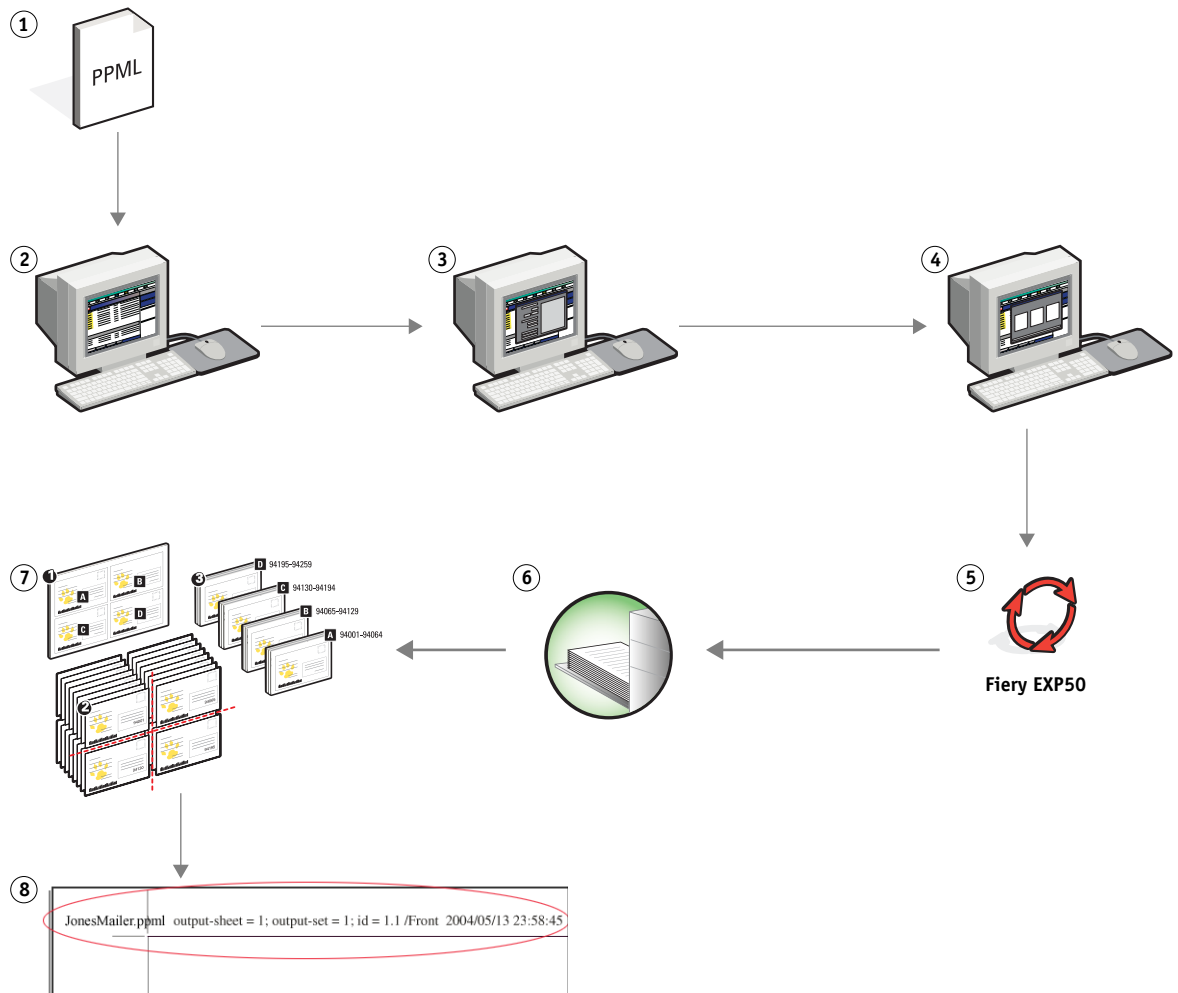 1
PPML
2
3
4
5
Fiery EXP50
6
7
1
A
B
C
D
2
3
D 94195–94259
C 94130–94194
B 94065–94129
A 94001–94064
8
JonesMailer.ppml output-sheet = 1; output-set = 1; id = 1.1 /Front 2004/05/13 23:58:45